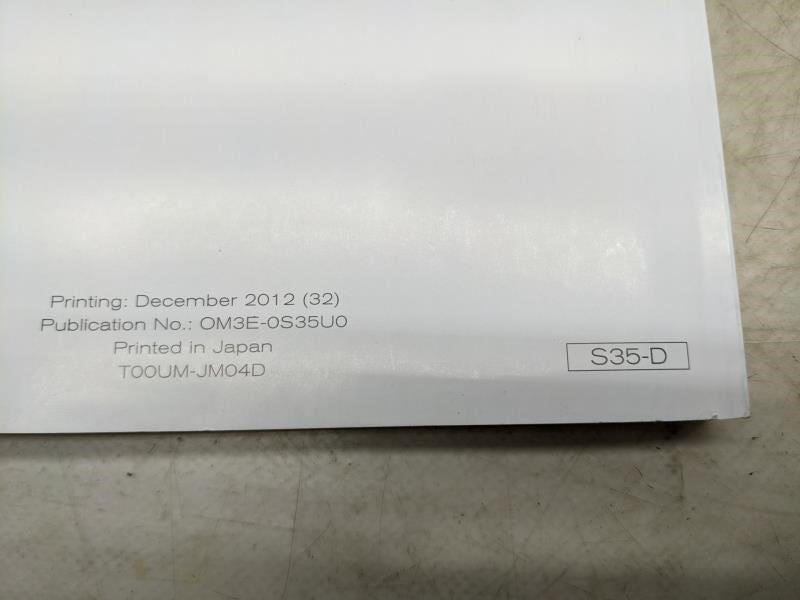 Printing: December 2012 (32)
Publication No.: OM3E-0S35U0
Printed in Japan
T00UM-JM04D
S35-D